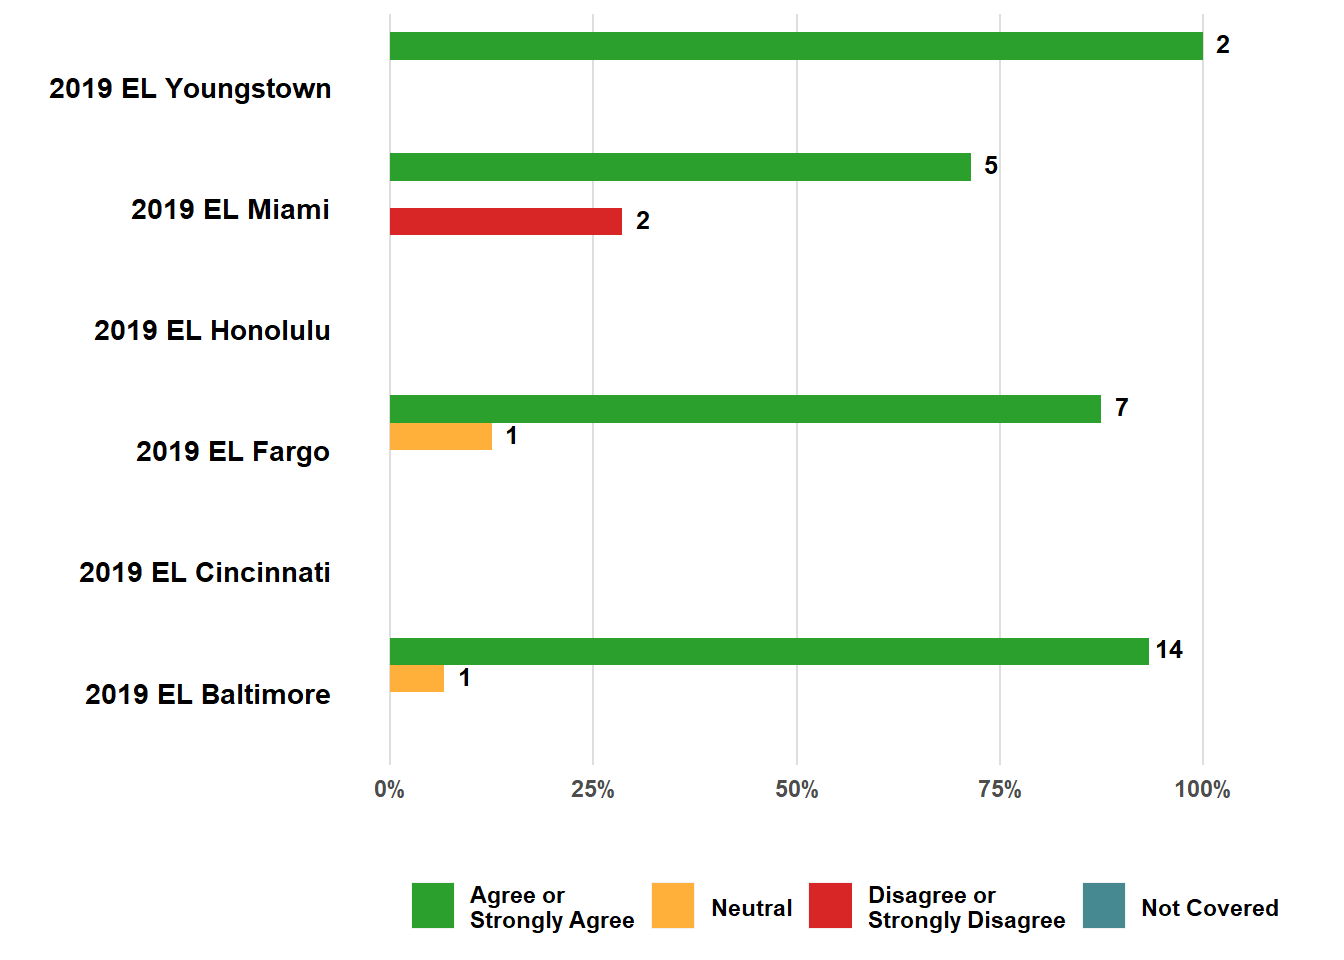 2
2019 EL Youngstown
5
2019 EL Miami
2
2019 EL Honolulu
7
1
2019 EL Fargo
2019 EL Cincinnati
14
1
2019 EL Baltimore
0% 25% 50% 75% 100%
Agree or
Strongly Agree
Neutral
Disagree or
Strongly Disagree
Not Covered